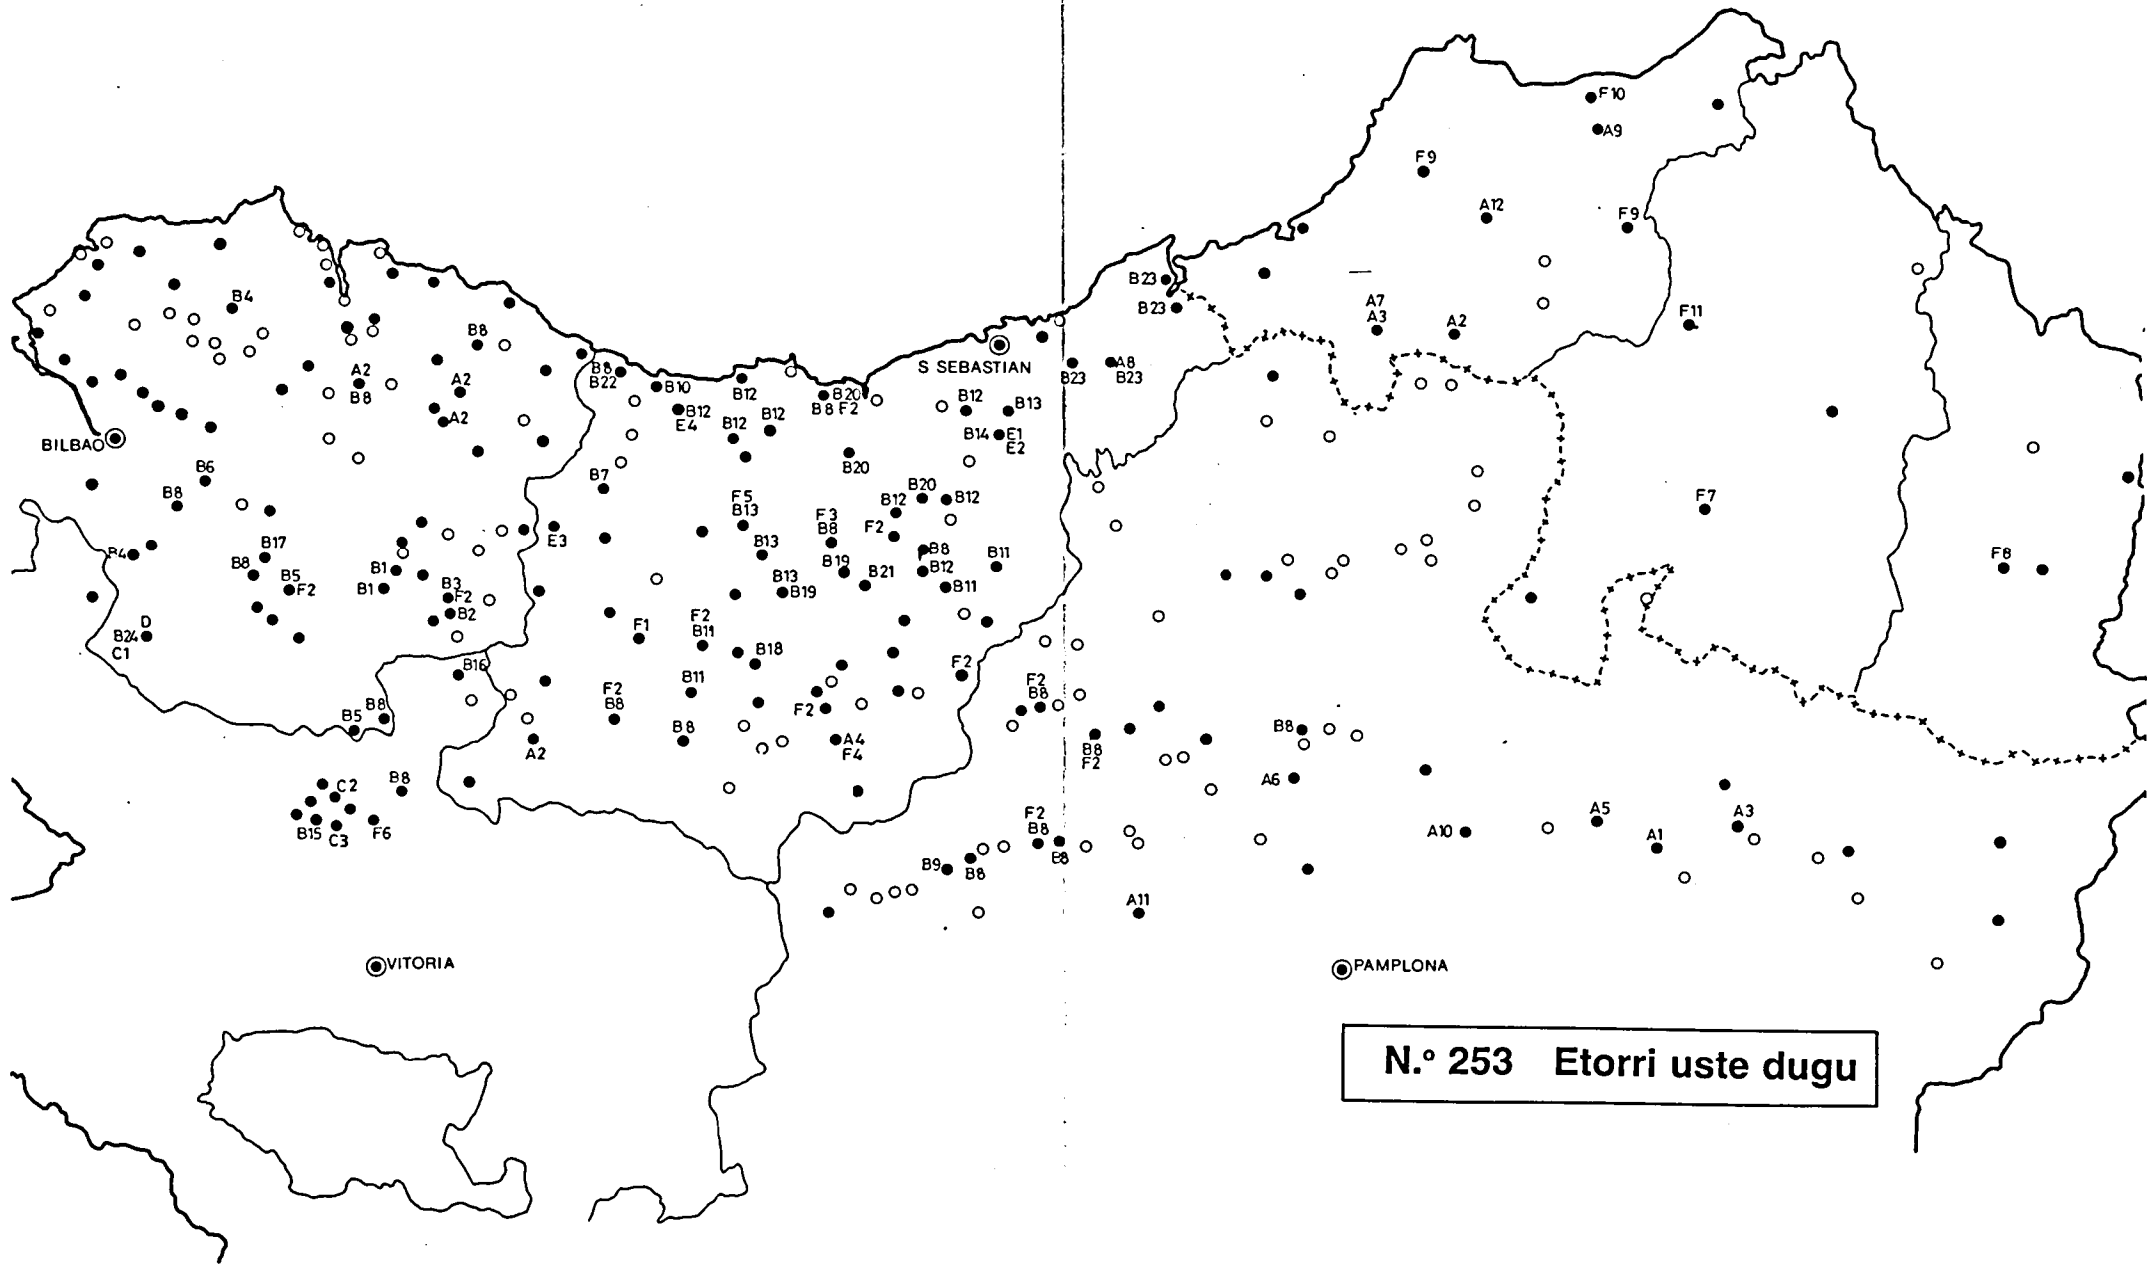 F10
A9
F9
A12
F9
B23
B23
B4
A7
A3
A2
F11
B8
S SEBASTIAN
A8
B23
B23
B8
B22
B10
B12
A2
B8
A2
A2
B20
B8 F2
B12
E4
B12
B12
B12
B13
B14
E1
E2
BILBAO
B20
B6
B8
B7
F5
B13
B20
B12
B12
F7
F3
B8
F2
E3
B4
B17
B8
B5
F2
B1
B1
B3
F2
B2
B13
B13
B19
B19
B21
B8
B12
B11
B11
F8
D
B24
C1
F1
F2
B11
B18
B16
F2
B11
F2
B8
F2
B8
F2
B5
B8
B8
A2
A4
F4
B8
F2
B8
A6
C2
B8
B15
C3
F6
F2
B8
B8
B9
B8
A10
A5
A1
A3
A11
VITORIA
PAMPLONA
N.º 253 Etorri uste dugu